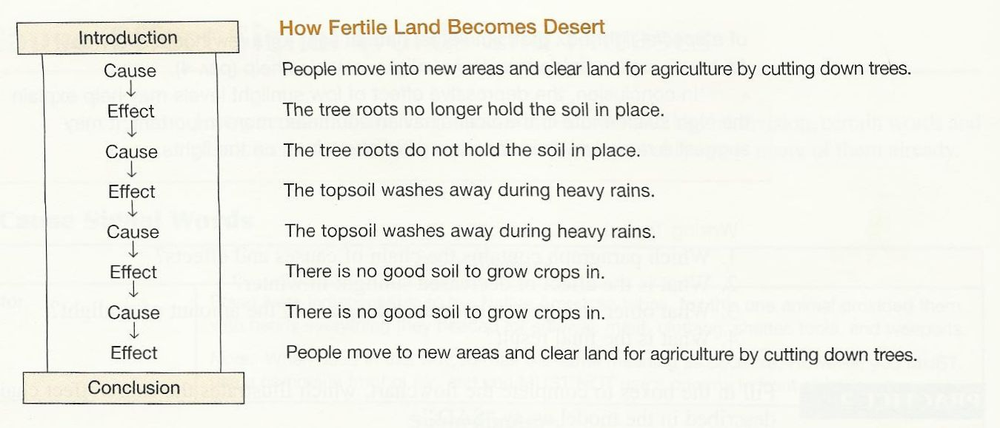 How Fertile Land Becomes Desert
Introduction
Cause People move into new areas and clear land for agriculture by cutting down trees.
Effect The tree roots no longer hold the soil in place.
Cause The tree roots do not hold the soil in place.
Effect The topsoil washes away during heavy rains.
Cause The topsoil washes away during heavy rains.
Effect There is no good soil to grow crops in.
Cause There is no good soil to grow crops in.
Effect People move to new areas and clear land for agriculture by cutting down trees.
Conclusion